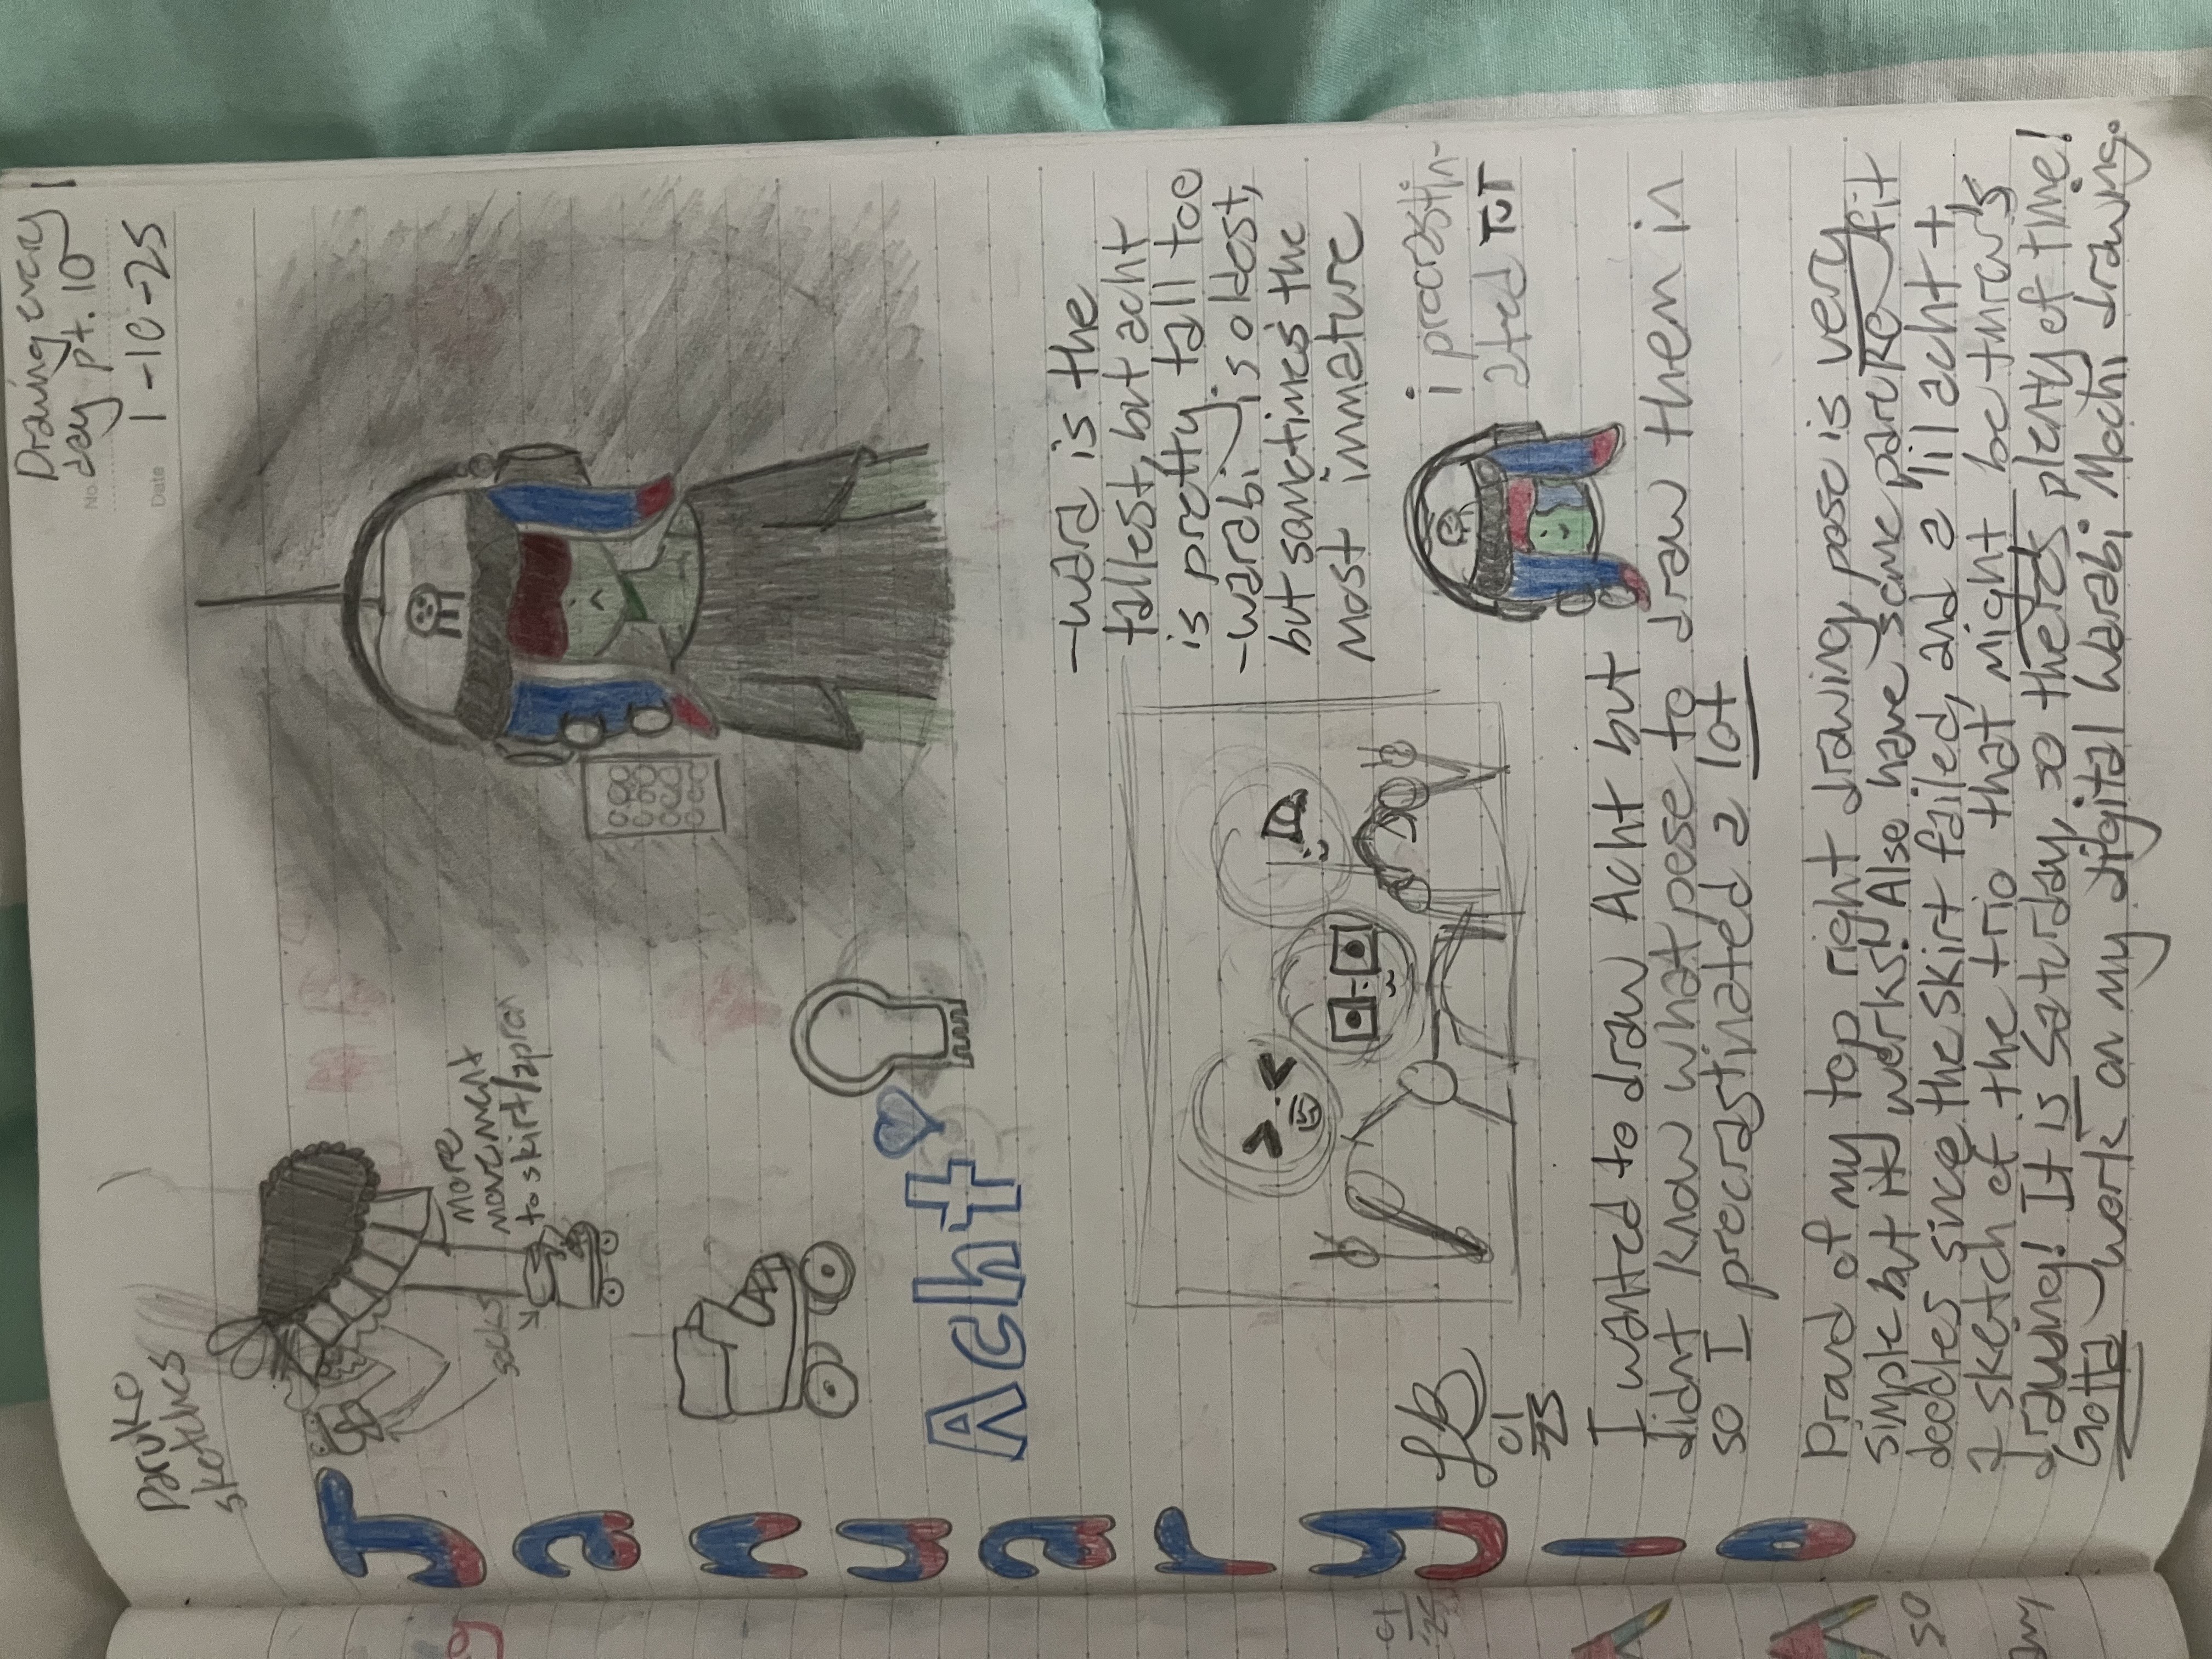 Drawing every
day pt. 10
No.
Date 1-10-25
Paruko
sketches
socks
More
movement
to skirt/apron
January 10
Acht
-wara is the
tallest, but acht
is pretty tall too
-warabi is oldest,
but sometimes the
most immature
i procrastin-
ated TuT
LB
01
25
I wanted to draw Acht but
didnt know what pose to draw them in
so I procrastinated a lot
Proud of my top right drawing, pose is very
simple but it works! Also have some paruko fit
doodles since the skirt failed, and a lil acht +
a sketch of the trio that might be tmrw's
drawing! It is Saturday, so there's plenty of time!
Gotta work on my digital Warabi Mochi drawing.
01
25
so